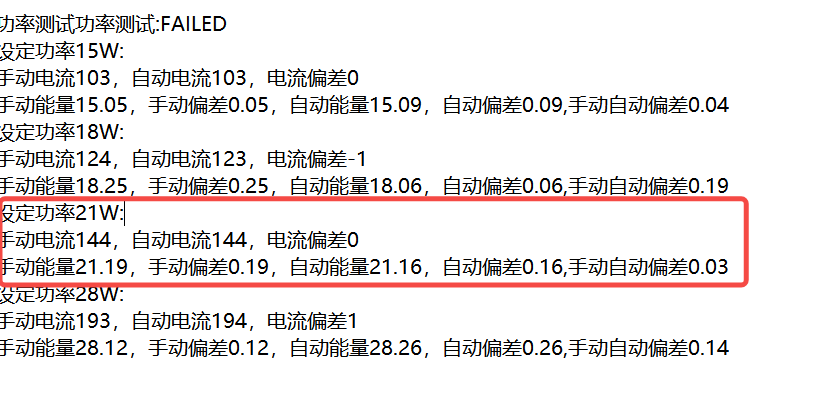 功率测试功率测试:FAILED
设定功率15W:
手动电流103，自动电流103，电流偏差0
手动能量15.05，手动偏差0.05，自动能量15.09，自动偏差0.09,手动自动偏差0.04
设定功率18W:
手动电流124，自动电流123，电流偏差-1
手动能量18.25，手动偏差0.25，自动能量18.06，自动偏差0.06,手动自动偏差0.19
设定功率21W:
手动电流144，自动电流144，电流偏差0
手动能量21.19，手动偏差0.19，自动能量21.16，自动偏差0.16,手动自动偏差0.03
设定功率28W:
手动电流193，自动电流194，电流偏差1
手动能量28.12，手动偏差0.12，自动能量28.26，自动偏差0.26,手动自动偏差0.14